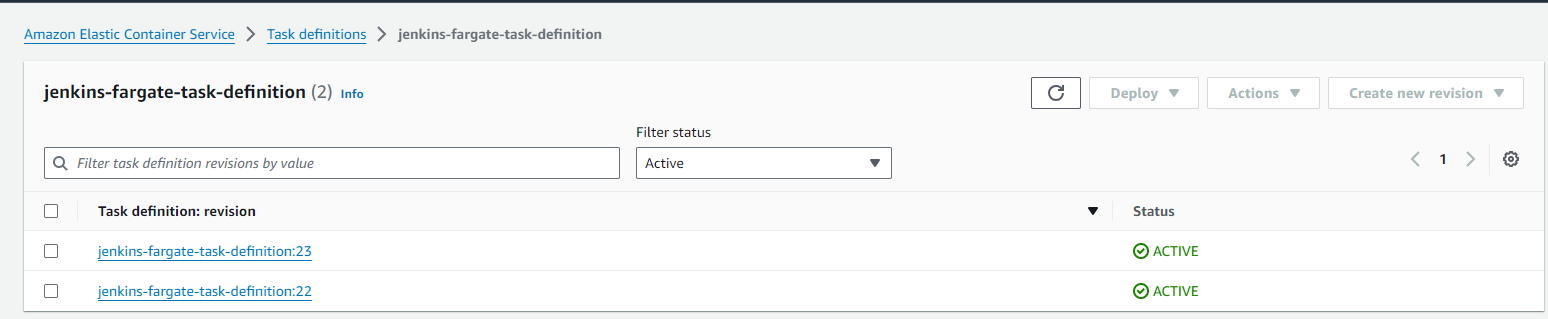 Amazon Elastic Container Service > Task definitions > jenkins-fargate-task-definition
jenkins-fargate-task-definition (2) Info
Deploy Actions Create new revision
Filter status
Filter task definition revisions by value
Active
1
Task definition: revision Status
jenkins-fargate-task-definition:23 ACTIVE
jenkins-fargate-task-definition:22 ACTIVE